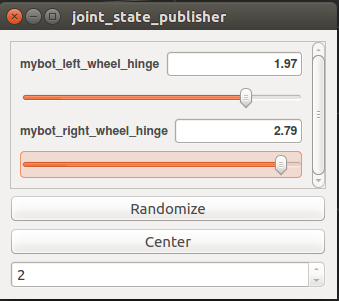 joint_state_publisher
mybot_left_wheel_hinge 1.97
mybot_right_wheel_hinge 2.79
Randomize
Center
2